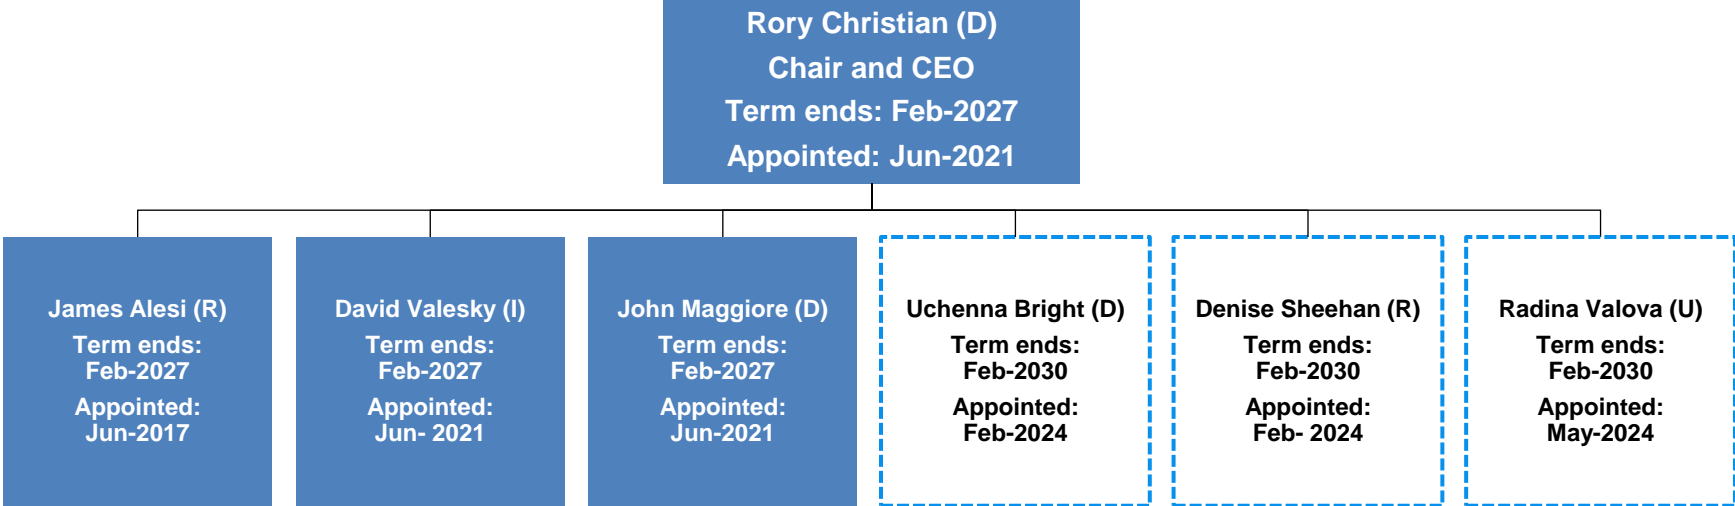 Rory Christian (D)
Chair and CEO
Term ends: Feb-2027
Appointed: Jun-2021
James Alesi (R)
Term ends:
Feb-2027
Appointed:
Jun-2017
David Valesky (I)
Term ends:
Feb-2027
Appointed:
Jun- 2021
John Maggiore (D)
Term ends:
Feb-2027
Appointed:
Jun-2021
Uchenna Bright (D)
Term ends:
Feb-2030
Appointed:
Feb-2024
Denise Sheehan (R)
Term ends:
Feb-2030
Appointed:
Feb- 2024
Radina Valova (U)
Term ends:
Feb-2030
Appointed:
May-2024